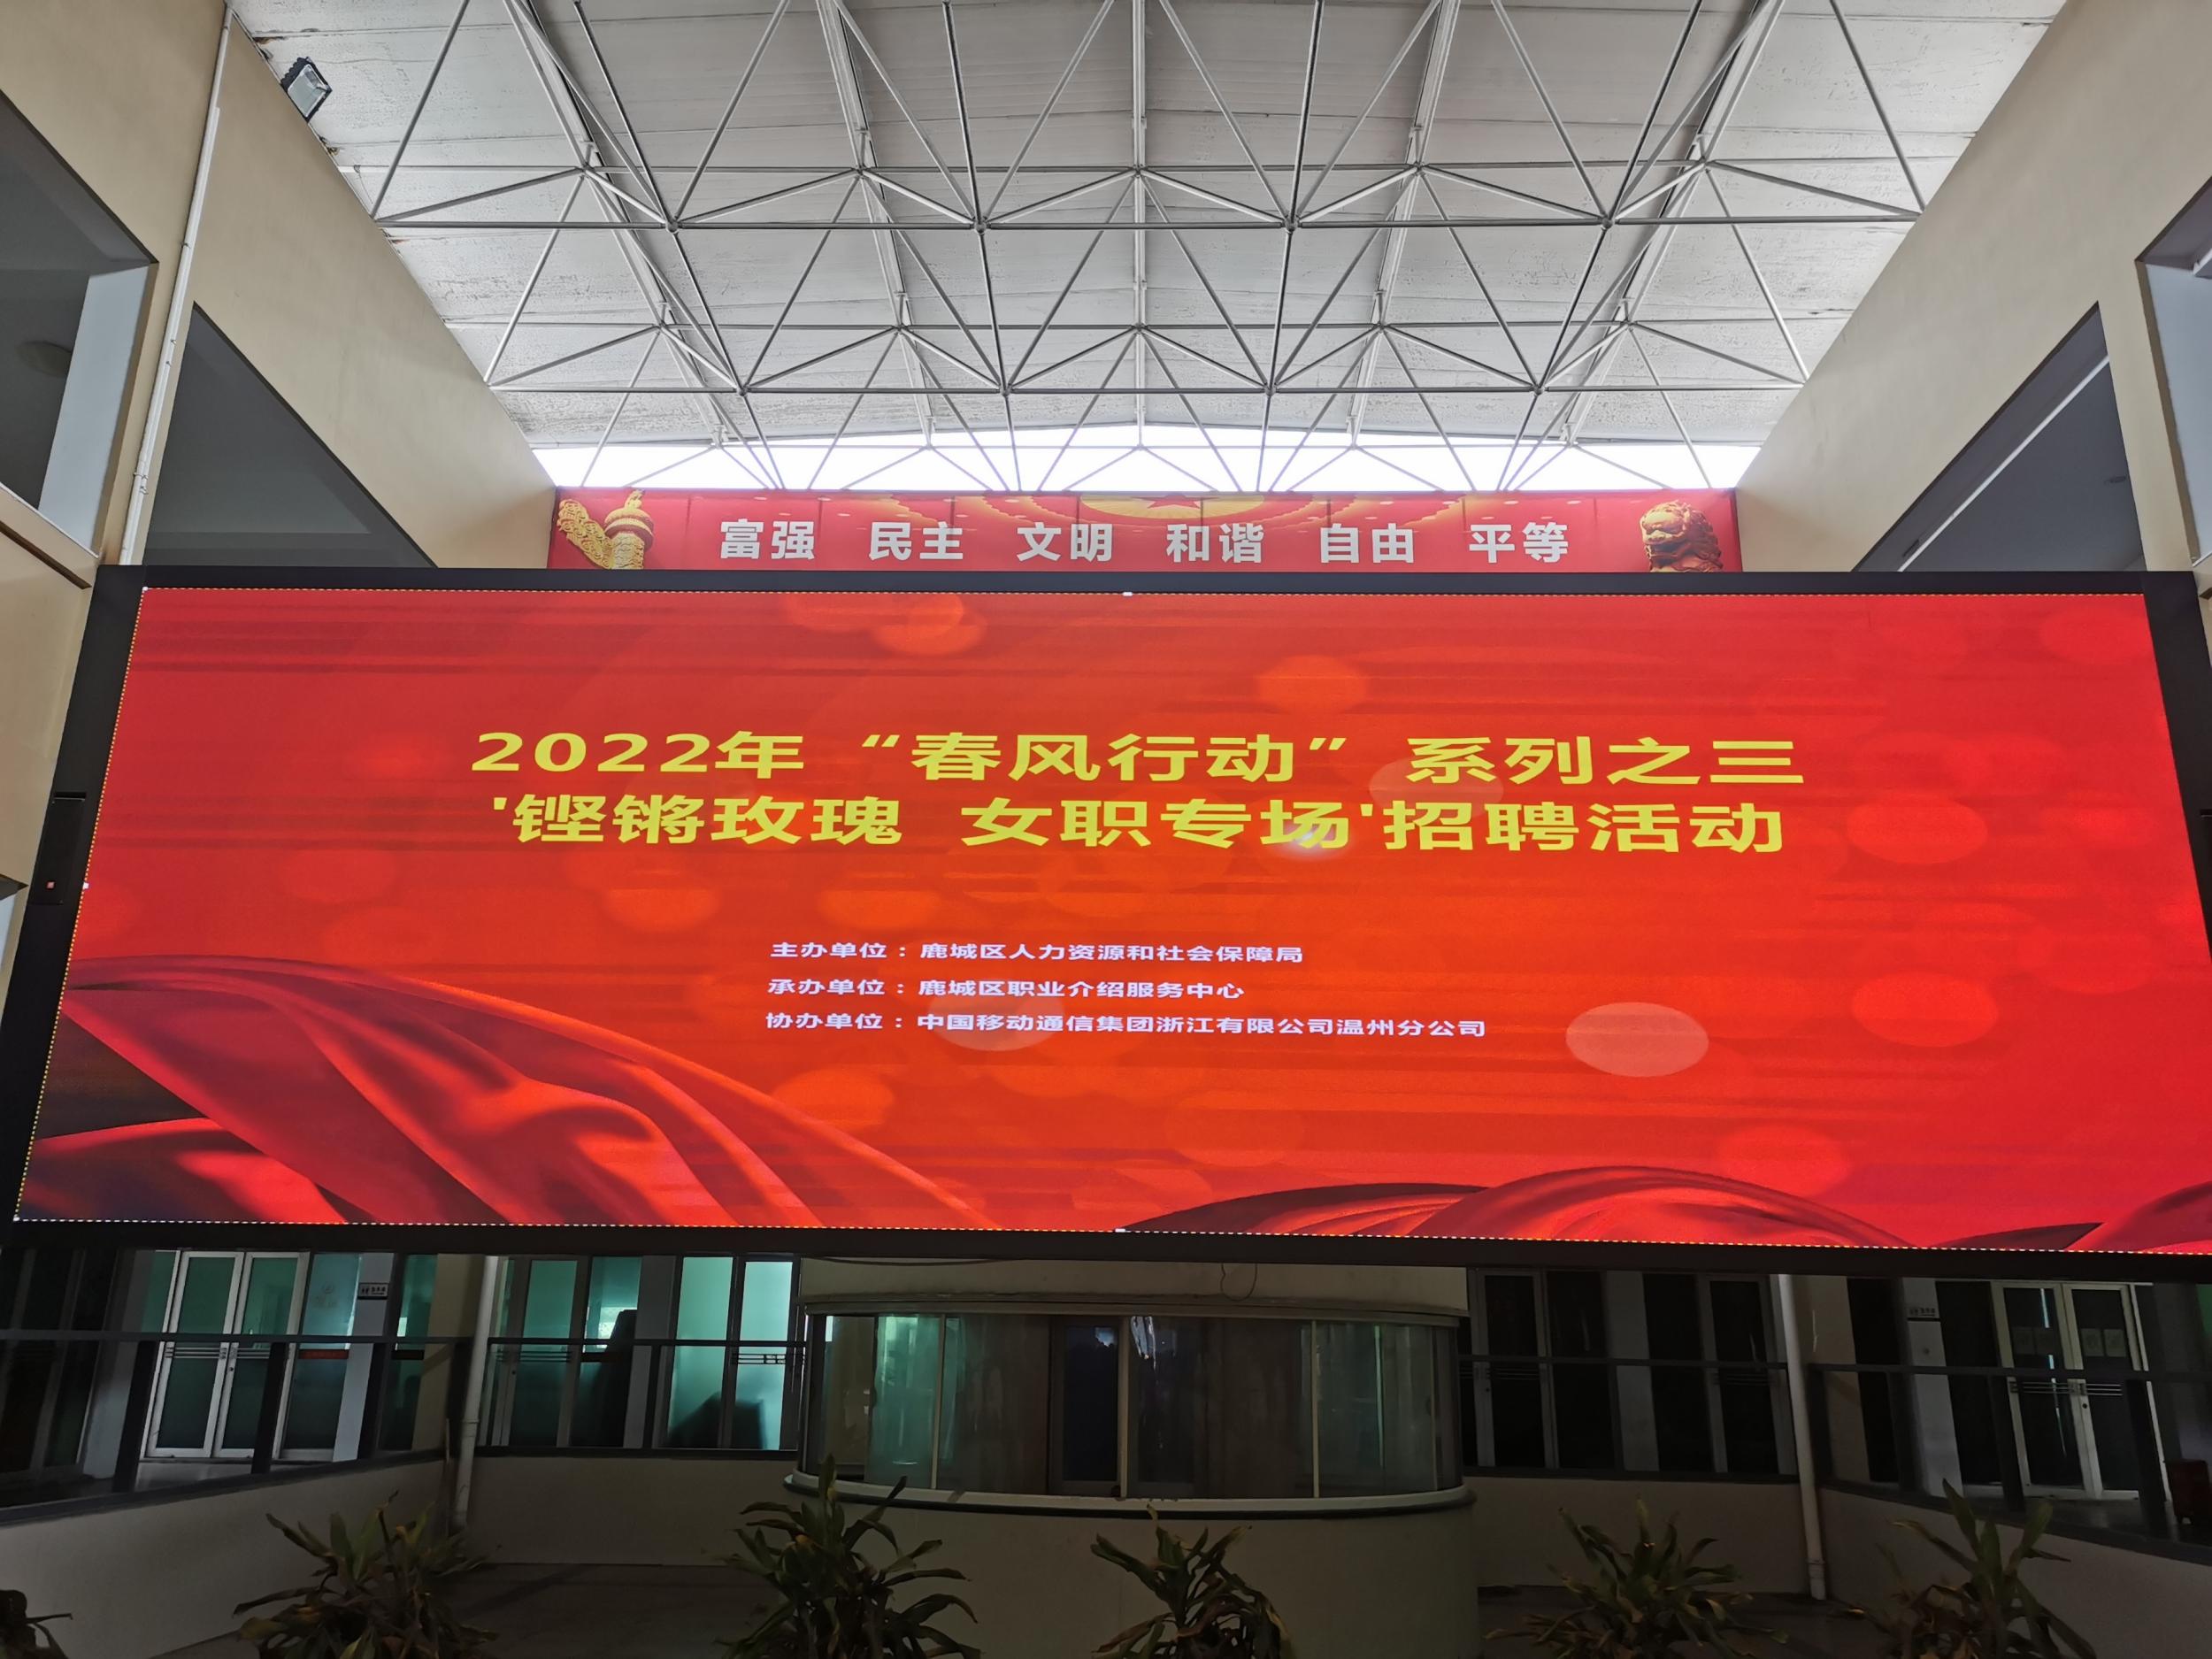 富强 民主 文明 和谐 自由 平等
2022年 “春风行动” 系列之三
'铿锵玫瑰 女职专场'招聘活动
主办单位：鹿城区人力资源和社会保障局
承办单位：鹿城区职业介绍服务中心
协办单位：中国移动通信集团浙江有限公司温州分公司